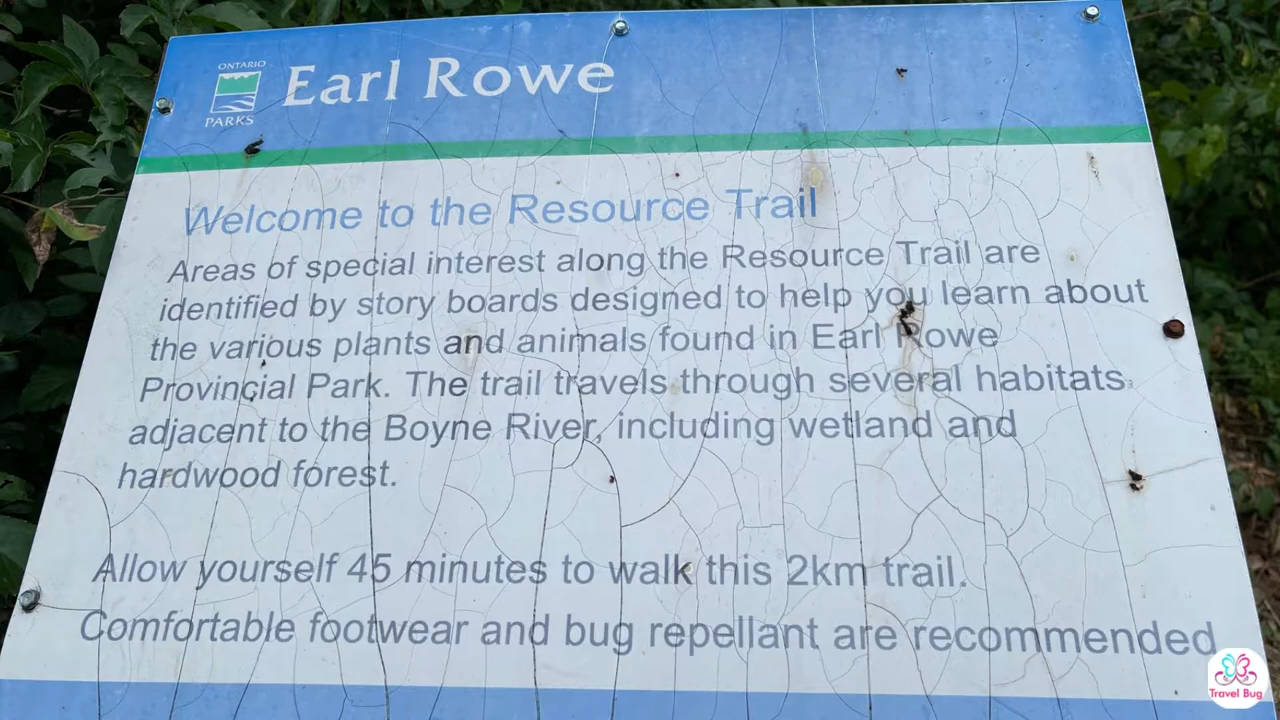 ONTARIO
PARKS
Earl Rowe
Welcome to the Resource Trail
Areas of special interest along the Resource Trail are
identified by story boards designed to help you learn about
the various plants and animals found in Earl Rowe
Provincial Park. The trail travels through several habitats
adjacent to the Boyne River, including wetland and
hardwood forest.
Allow yourself 45 minutes to walk this 2km trail.
Comfortable footwear and bug repellant are recommended
Travel Bug